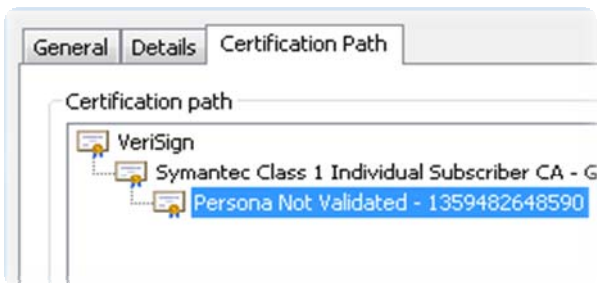 General Details Certification Path
Certification path
VeriSign
Symantec Class 1 Individual Subscriber CA - G
Persona Not Validated - 1359482648590